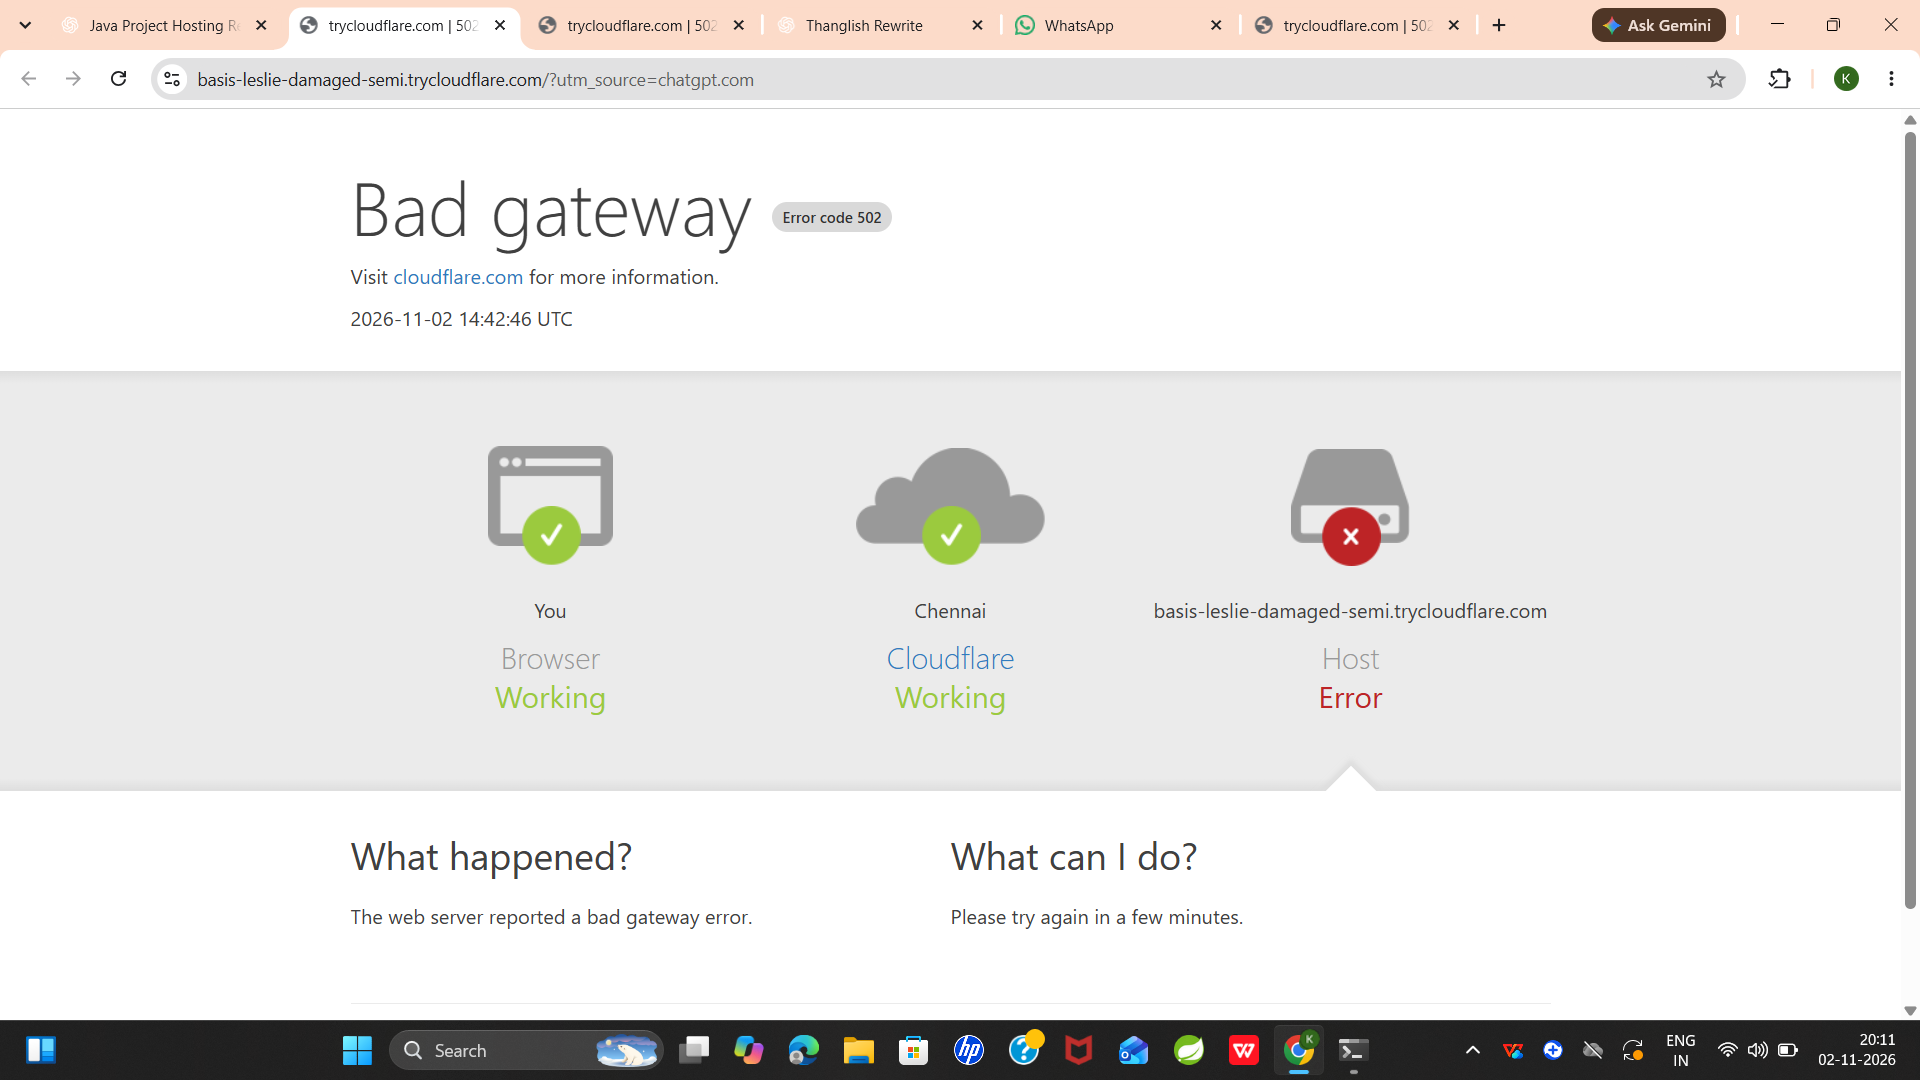 Java Project Hosting Re
trycloudflare.com | 502
trycloudflare.com | 502
Thanglish Rewrite
WhatsApp
trycloudflare.com | 502
Ask Gemini
basis-leslie-damaged-semi.trycloudflare.com/?utm_source=chatgpt.com
K
Bad gateway
Error code 502
Visit cloudflare.com for more information.
2026-11-02 14:42:46 UTC
You
Browser
Working
Chennai
Cloudflare
Working
basis-leslie-damaged-semi.trycloudflare.com
Host
Error
What happened?
The web server reported a bad gateway error.
What can I do?
Please try again in a few minutes.
Search
hp
K
ENG
IN
20:11
02-11-2026